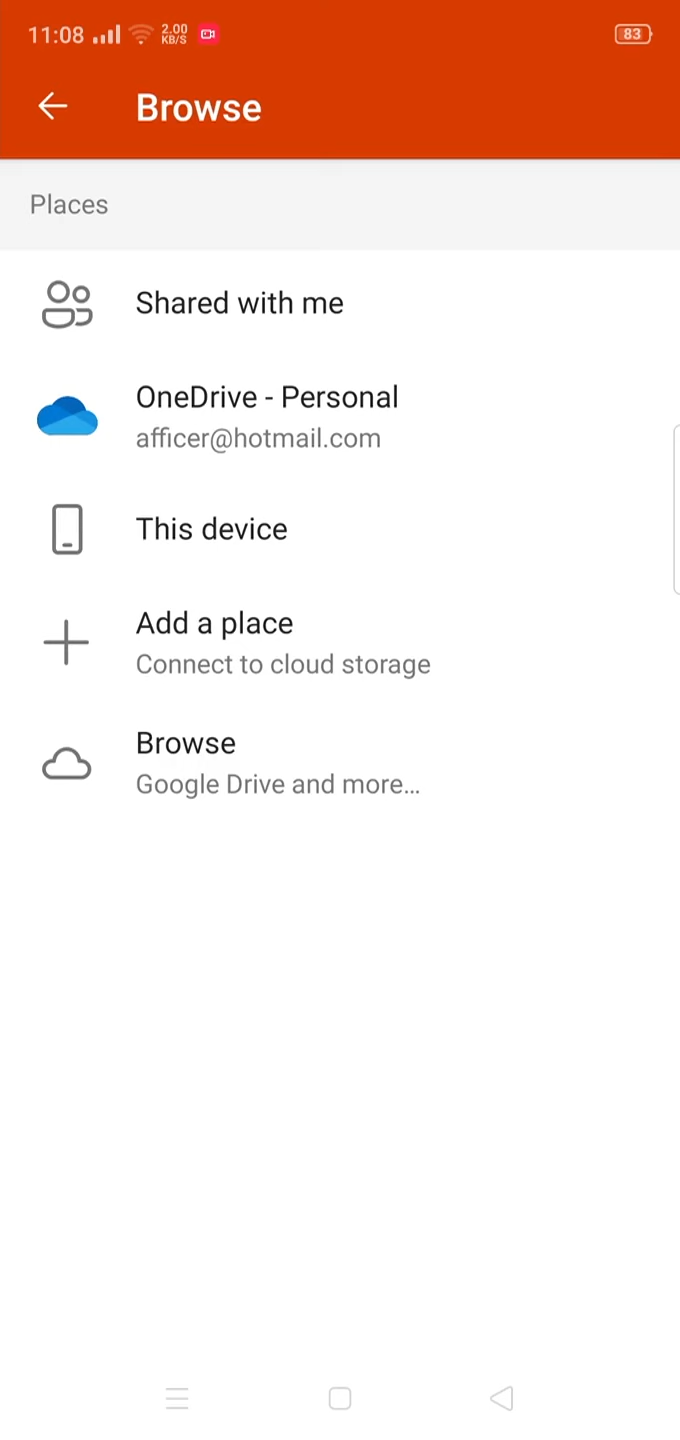 11:08 2.00 KB/S 83
Browse
Places
Shared with me
OneDrive - Personal
afficer@hotmail.com
This device
Add a place
Connect to cloud storage
Browse
Google Drive and more...